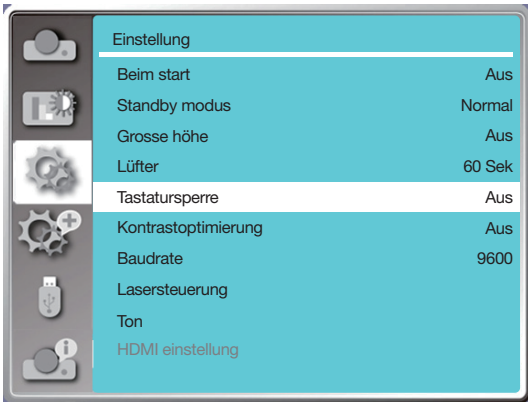 Einstellung
Beim start Aus
Standby modus Normal
Grosse höhe Aus
Lüfter 60 Sek
Tastatursperre Aus
Kontrastoptimierung Aus
Baudrate 9600
Lasersteuerung
Ton
HDMI einstellung